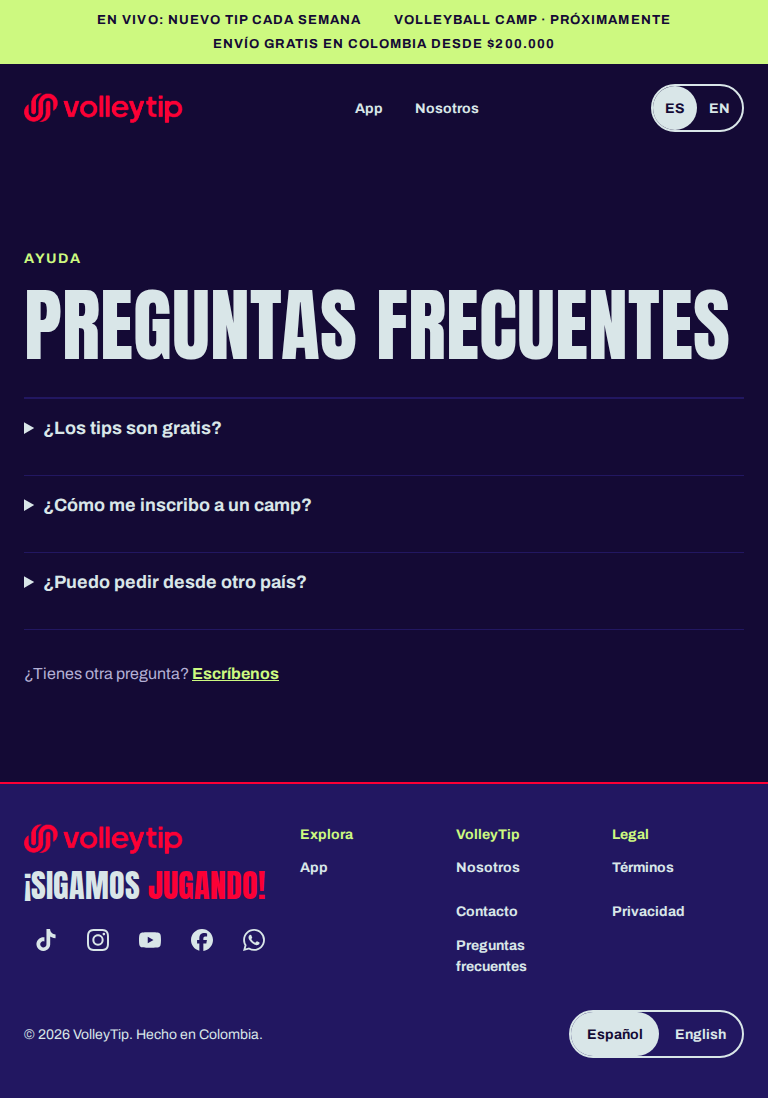 EN VIVO: NUEVO TIP CADA SEMANA VOLLEYBALL CAMP · PRÓXIMAMENTE
ENVÍO GRATIS EN COLOMBIA DESDE $200.000
volleytip
App
Nosotros
ES
EN
AYUDA
PREGUNTAS FRECUENTES
¿Los tips son gratis?
¿Cómo me inscribo a un camp?
¿Puedo pedir desde otro país?
¿Tienes otra pregunta? Escríbenos
volleytip
¡SIGAMOS JUGANDO!
Explora
App
VolleyTip
Nosotros
Contacto
Preguntas
frecuentes
Legal
Términos
Privacidad
© 2026 VolleyTip. Hecho en Colombia.
Español
English